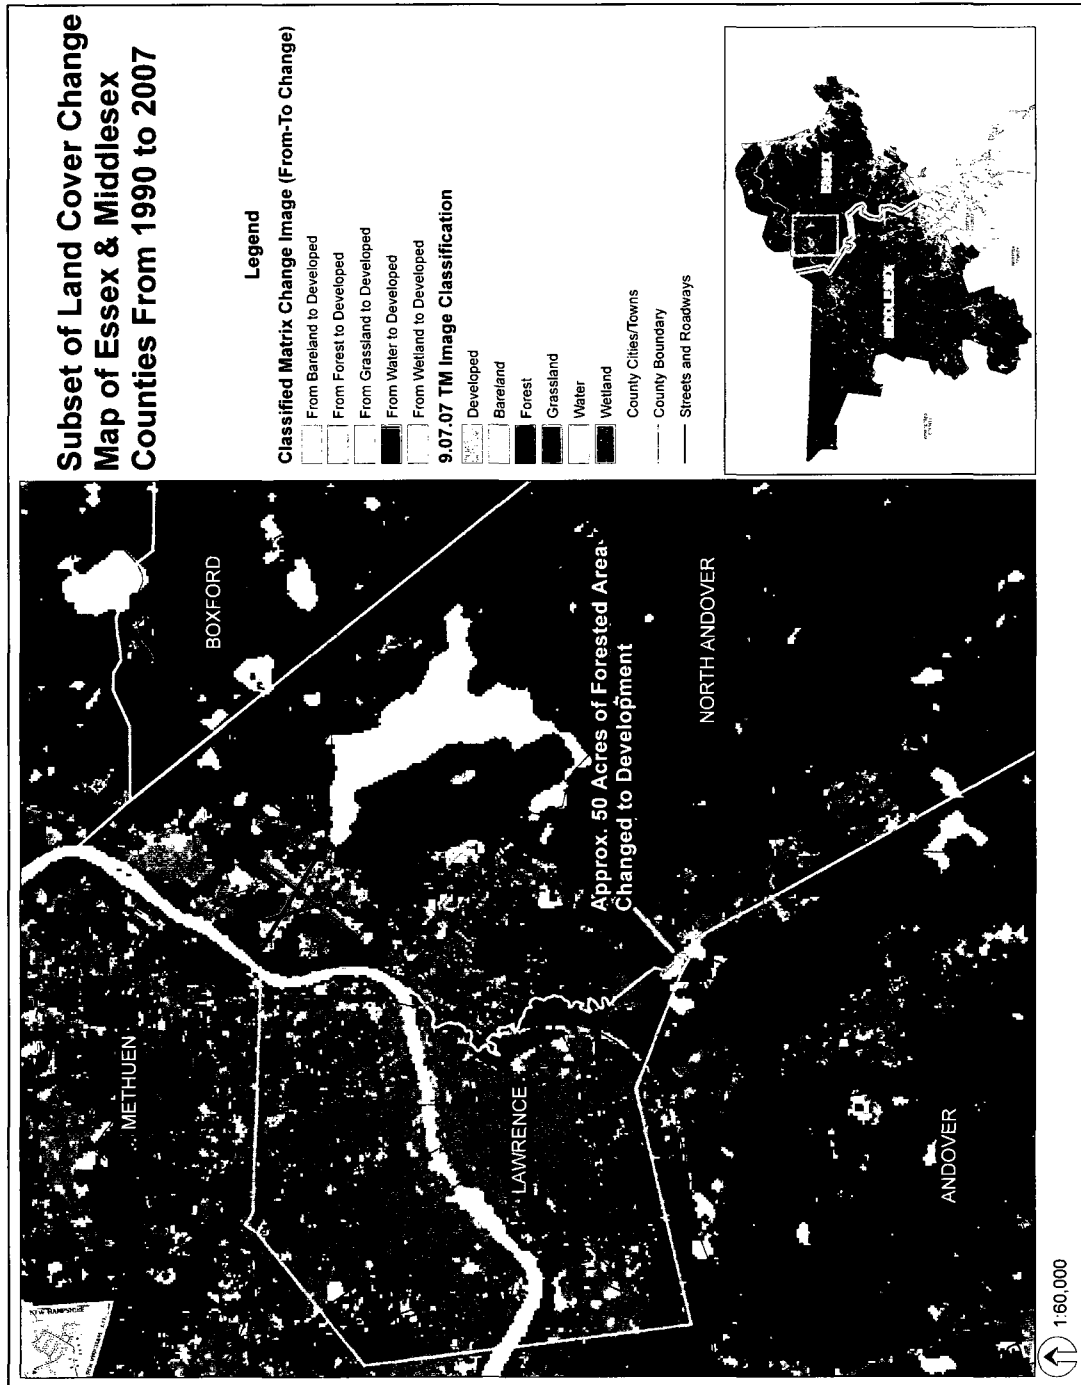 Subset of Land Cover Change
Map of Essex & Middlesex
Counties From 1990 to 2007
Legend
Classified Matrix Change Image (From-To Change)
From Bareland to Developed
From Forest to Developed
From Grassland to Developed
From Water to Developed
From Wetland to Developed
9.07.07 TM Image Classification
Developed
Bareland
Forest
Grassland
Water
Wetland
County Cities/Towns
County Boundary
Streets and Roadways
NEW HAMPSHIRE
METHUEN
BOXFORD
LAWRENCE
Approx. 50 Acres of Forested Area
Changed to Development
NORTH ANDOVER
ANDOVER
1:60,000